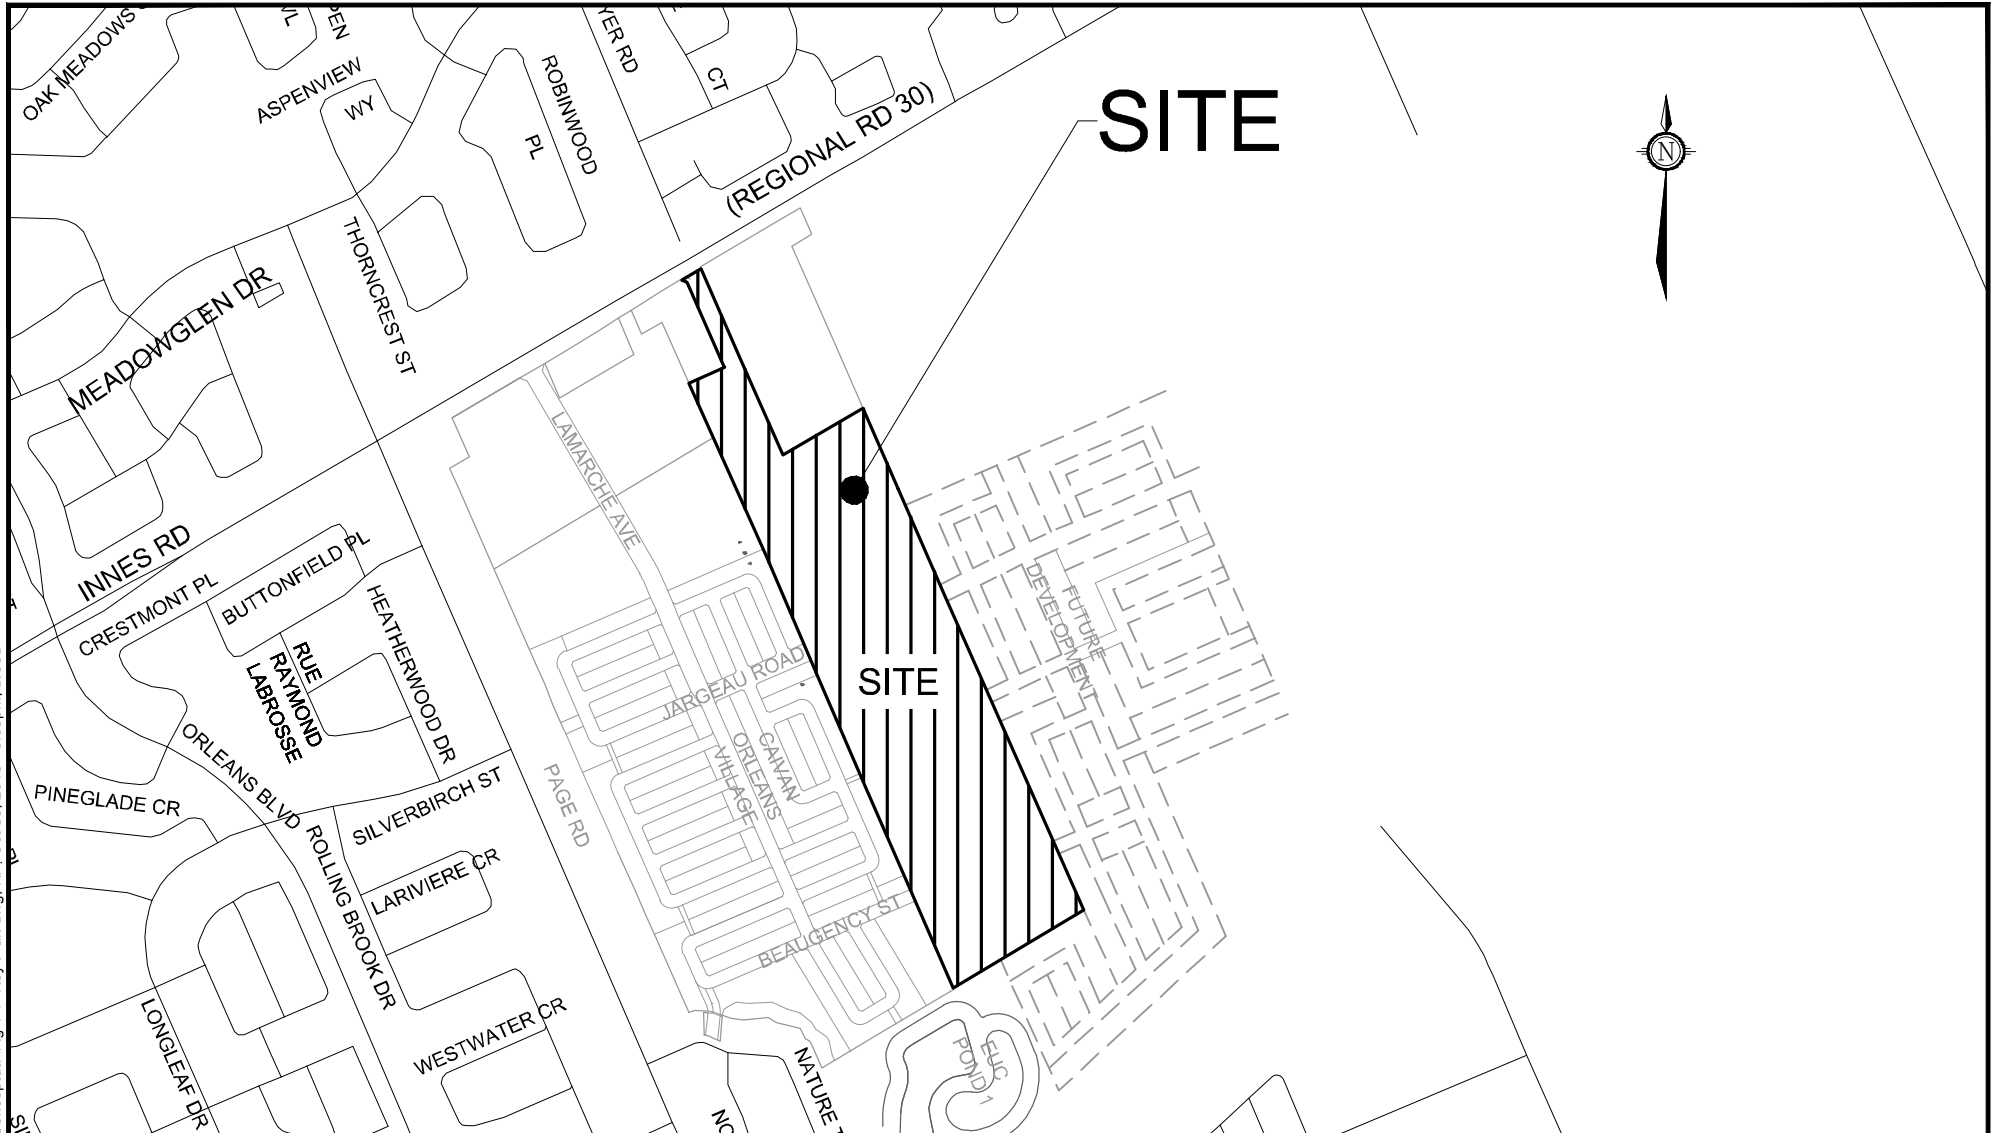 OAK MEADOWS
ASPENVIEW
WY
ROBINWOOD
PL
CT
(REGIONAL RD 30)
SITE
N
THORNCREST ST
MEADOWGLEN DR
INNES RD
LAMARCHE AVE
CRESTMONT PL
BUTTONFIELD PL
HEATHERWOOD DR
RUE
RAYMOND
LABROSSE
FUTURE
DEVELOPMENT
SITE
JARGEAU ROAD
CAIVAN
ORLEANS
VILLAGE
ORLEANS BLVD
PAGE RD
PINEGLADE CR
SILVERBIRCH ST
ROLLING BROOK DR
LARIVIERE CR
BEAUGENCY ST
LONGLEAF DR
WESTWATER CR
NATURE
EUC
POND 1